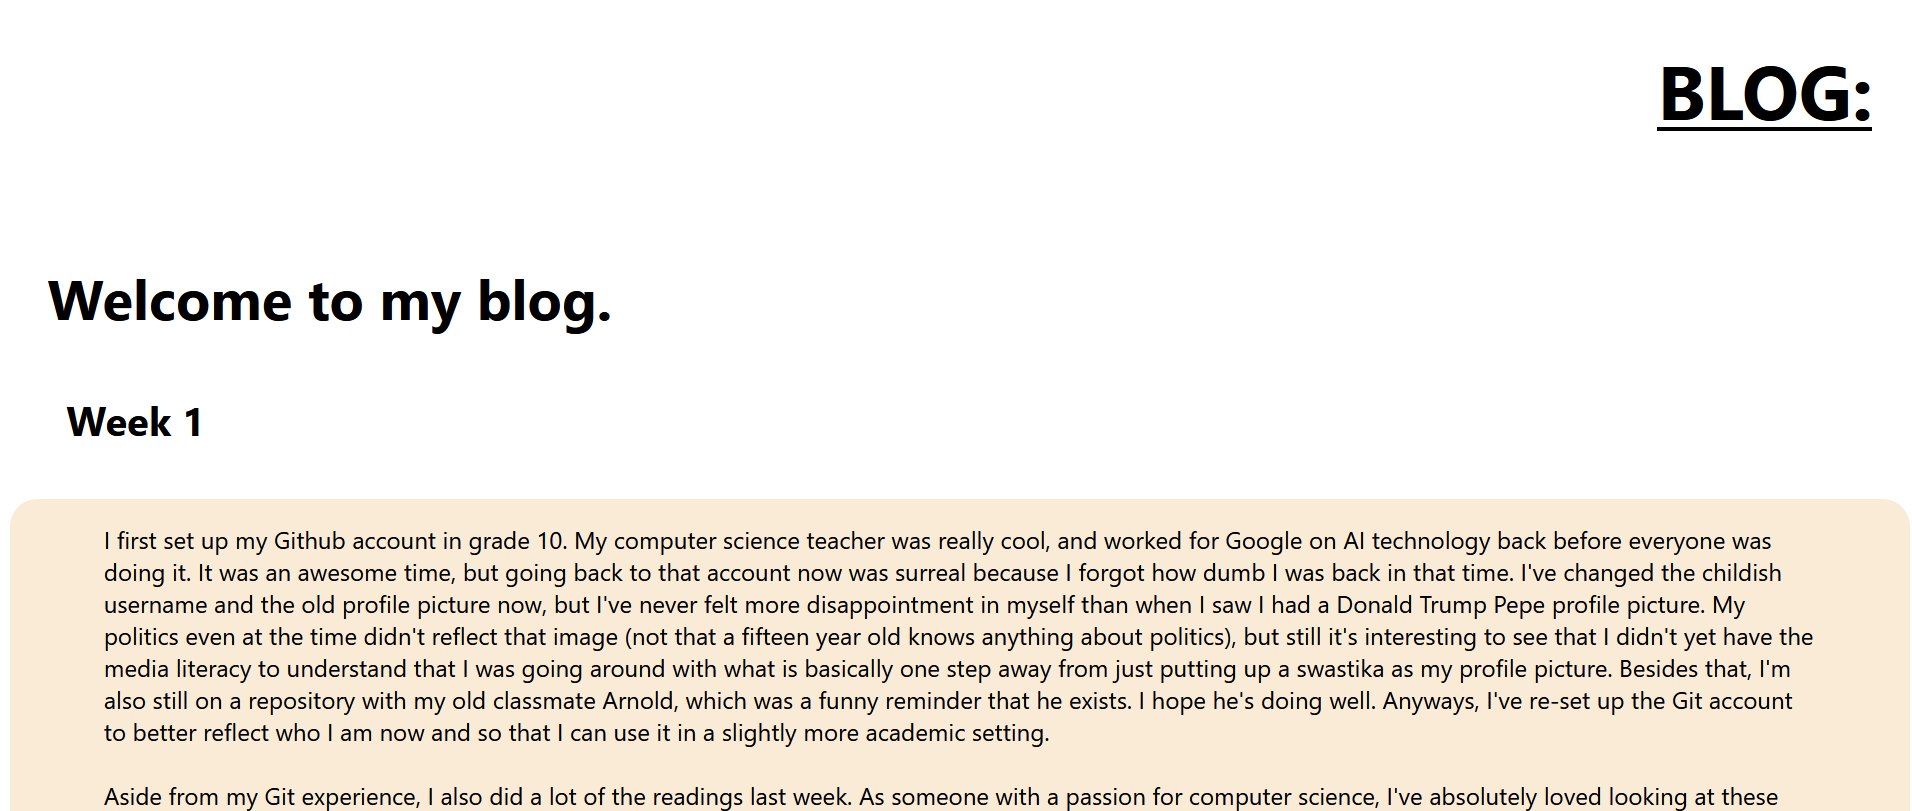 BLOG:
Welcome to my blog.
Week 1
I first set up my Github account in grade 10. My computer science teacher was really cool, and worked for Google on AI technology back before everyone was
doing it. It was an awesome time, but going back to that account now was surreal because I forgot how dumb I was back in that time. I've changed the childish
username and the old profile picture now, but I've never felt more disappointment in myself than when I saw I had a Donald Trump Pepe profile picture. My
politics even at the time didn't reflect that image (not that a fifteen year old knows anything about politics), but still it's interesting to see that I didn't yet have the
media literacy to understand that I was going around with what is basically one step away from just putting up a swastika as my profile picture. Besides that, I'm
also still on a repository with my old classmate Arnold, which was a funny reminder that he exists. I hope he's doing well. Anyways, I've re-set up the Git account
to better reflect who I am now and so that I can use it in a slightly more academic setting.
Aside from my Git experience, I also did a lot of the readings last week. As someone with a passion for computer science, I've absolutely loved looking at these